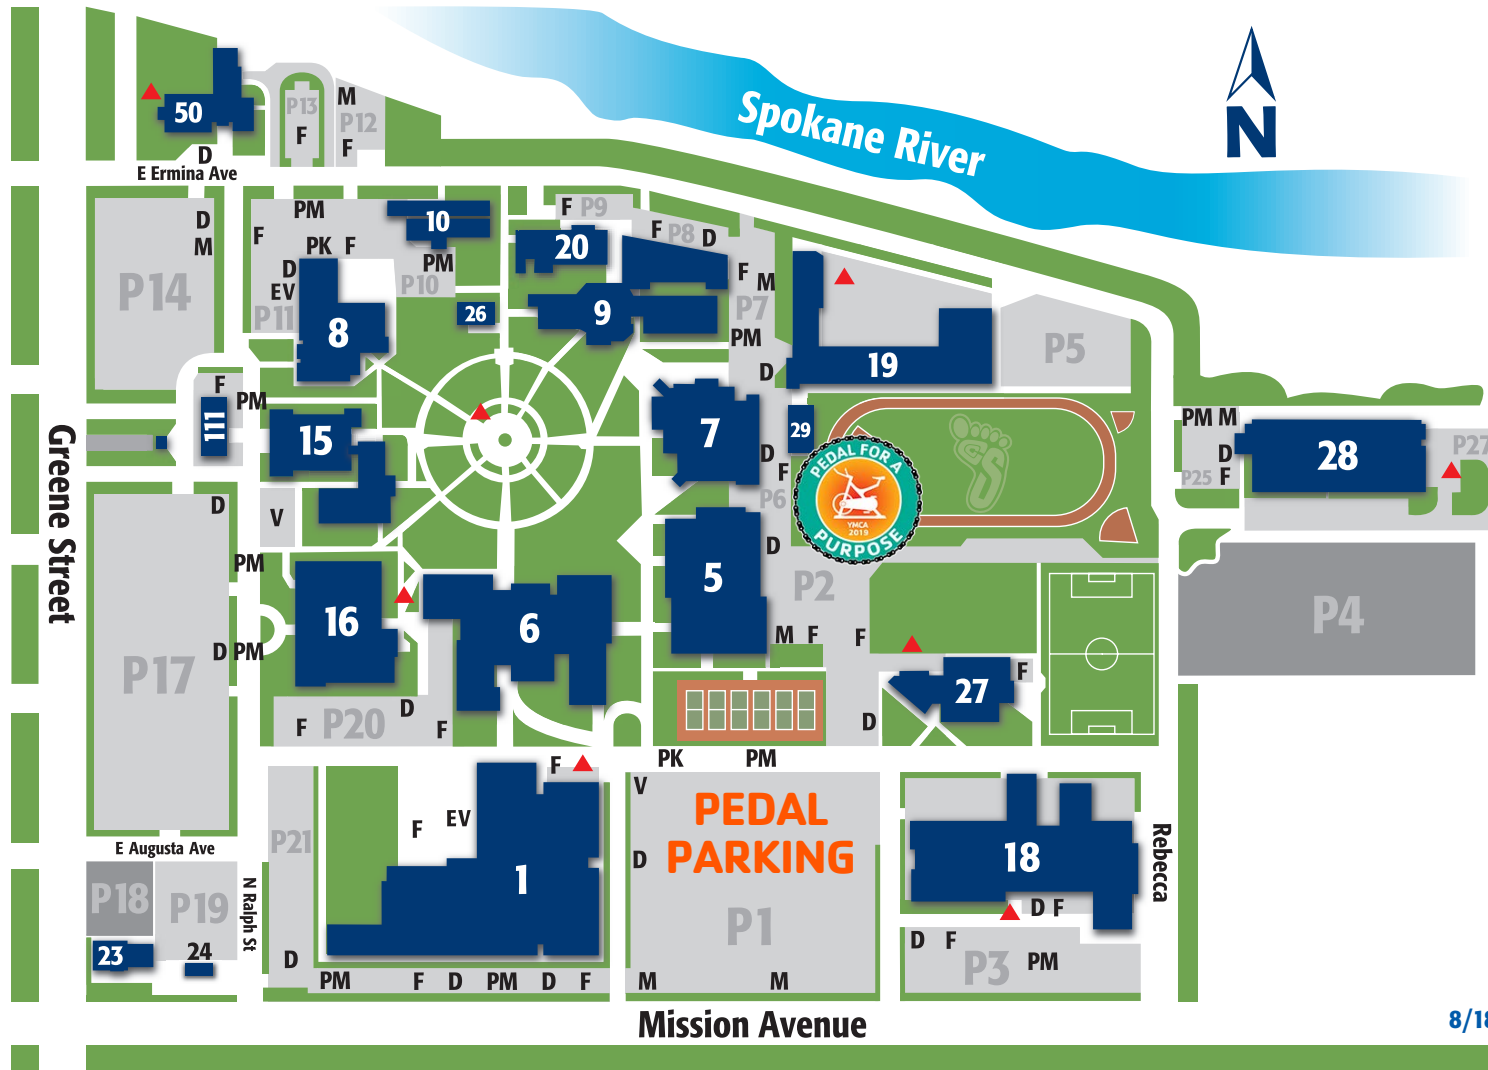 Spokane River
N
50
P13
M
P12
F
F
D
E Ermina Ave
P14
D
M
PM
F
PK
F
D
EV
P11
8
10
PM
P10
26
F
P9
20
F
P8
D
9
F
M
P7
PM
D
19
P5
F
PM
111
15
V
7
29
D
F
P6
PEDAL FOR A
PURPOSE
YMCA
2019
PM M
D
P25
F
28
P27
Greene Street
D
PM
D
PM
P17
16
6
5
D
P2
M
F
F
P4
27
F
D
F
P20
D
F
PK
PM
F
V
PEDAL
PARKING
D
P1
M
M
P21
F
EV
1
D
PM
F
D
PM
D
F
E Augusta Ave
P18
P19
N Ralph St
23
24
18
Rebecca
D F
D
F
P3
PM
Mission Avenue
8/18